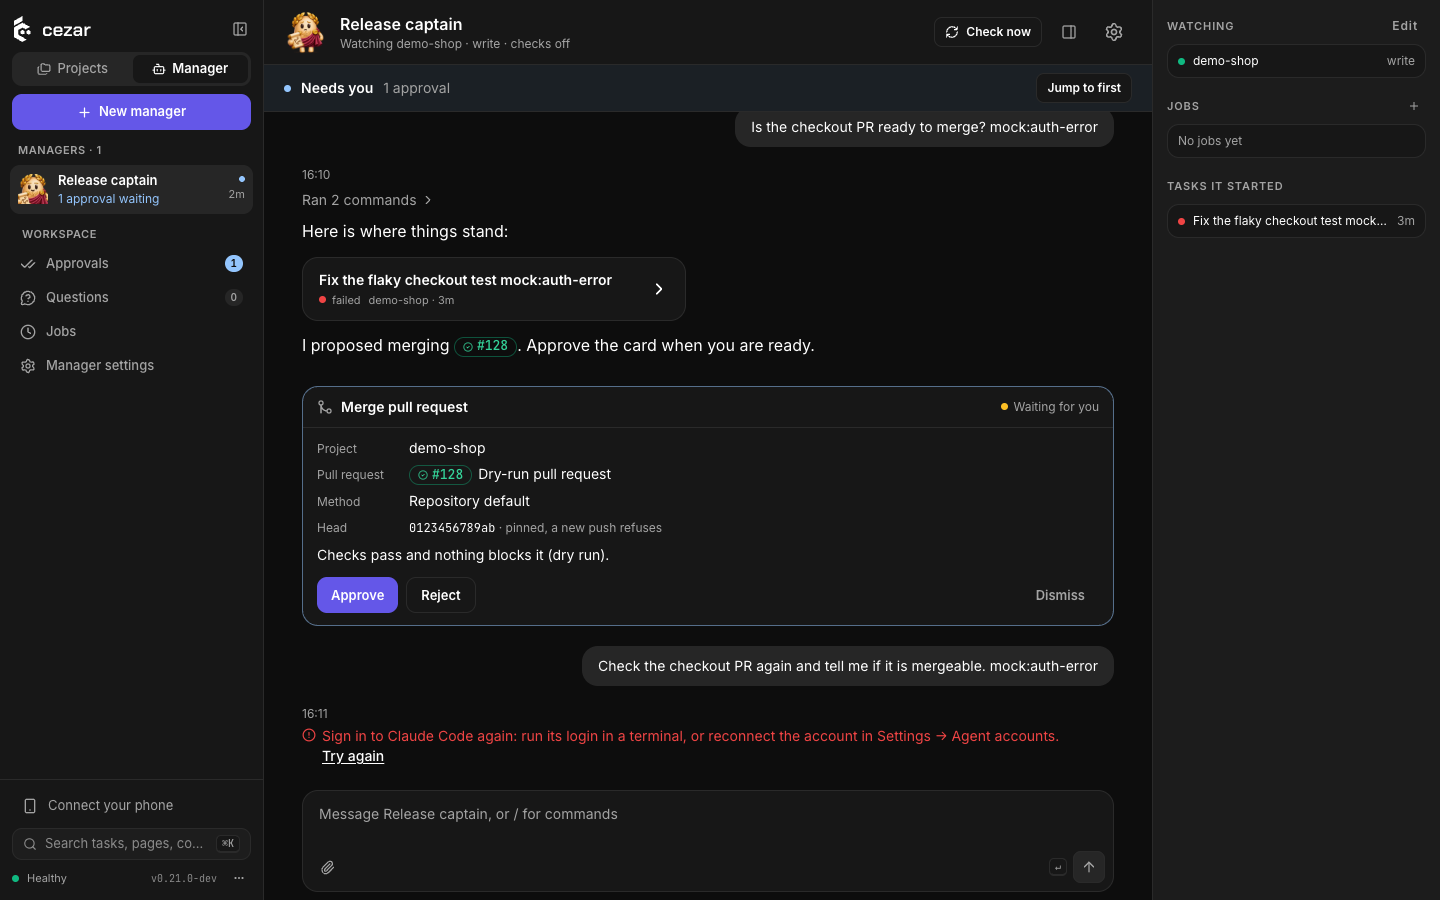 cezar
Projects
Manager
New manager
MANAGERS · 1
Release captain
1 approval waiting
2m
WORKSPACE
Approvals
1
Questions
0
Jobs
Manager settings
Connect your phone
Search tasks, pages, co...
⌘K
Healthy
v0.21.0-dev
Release captain
Watching demo-shop · write · checks off
Check now
Needs you 1 approval
Jump to first
Is the checkout PR ready to merge? mock:auth-error
16:10
Ran 2 commands
Here is where things stand:
Fix the flaky checkout test mock:auth-error
failed demo-shop · 3m
I proposed merging #128. Approve the card when you are ready.
Merge pull request
Waiting for you
Project demo-shop
Pull request #128 Dry-run pull request
Method Repository default
Head 0123456789ab · pinned, a new push refuses
Checks pass and nothing blocks it (dry run).
Approve
Reject
Dismiss
Check the checkout PR again and tell me if it is mergeable. mock:auth-error
16:11
Sign in to Claude Code again: run its login in a terminal, or reconnect the account in Settings → Agent accounts.
Try again
Message Release captain, or / for commands
WATCHING
Edit
demo-shop
write
JOBS
No jobs yet
TASKS IT STARTED
Fix the flaky checkout test mock...
3m